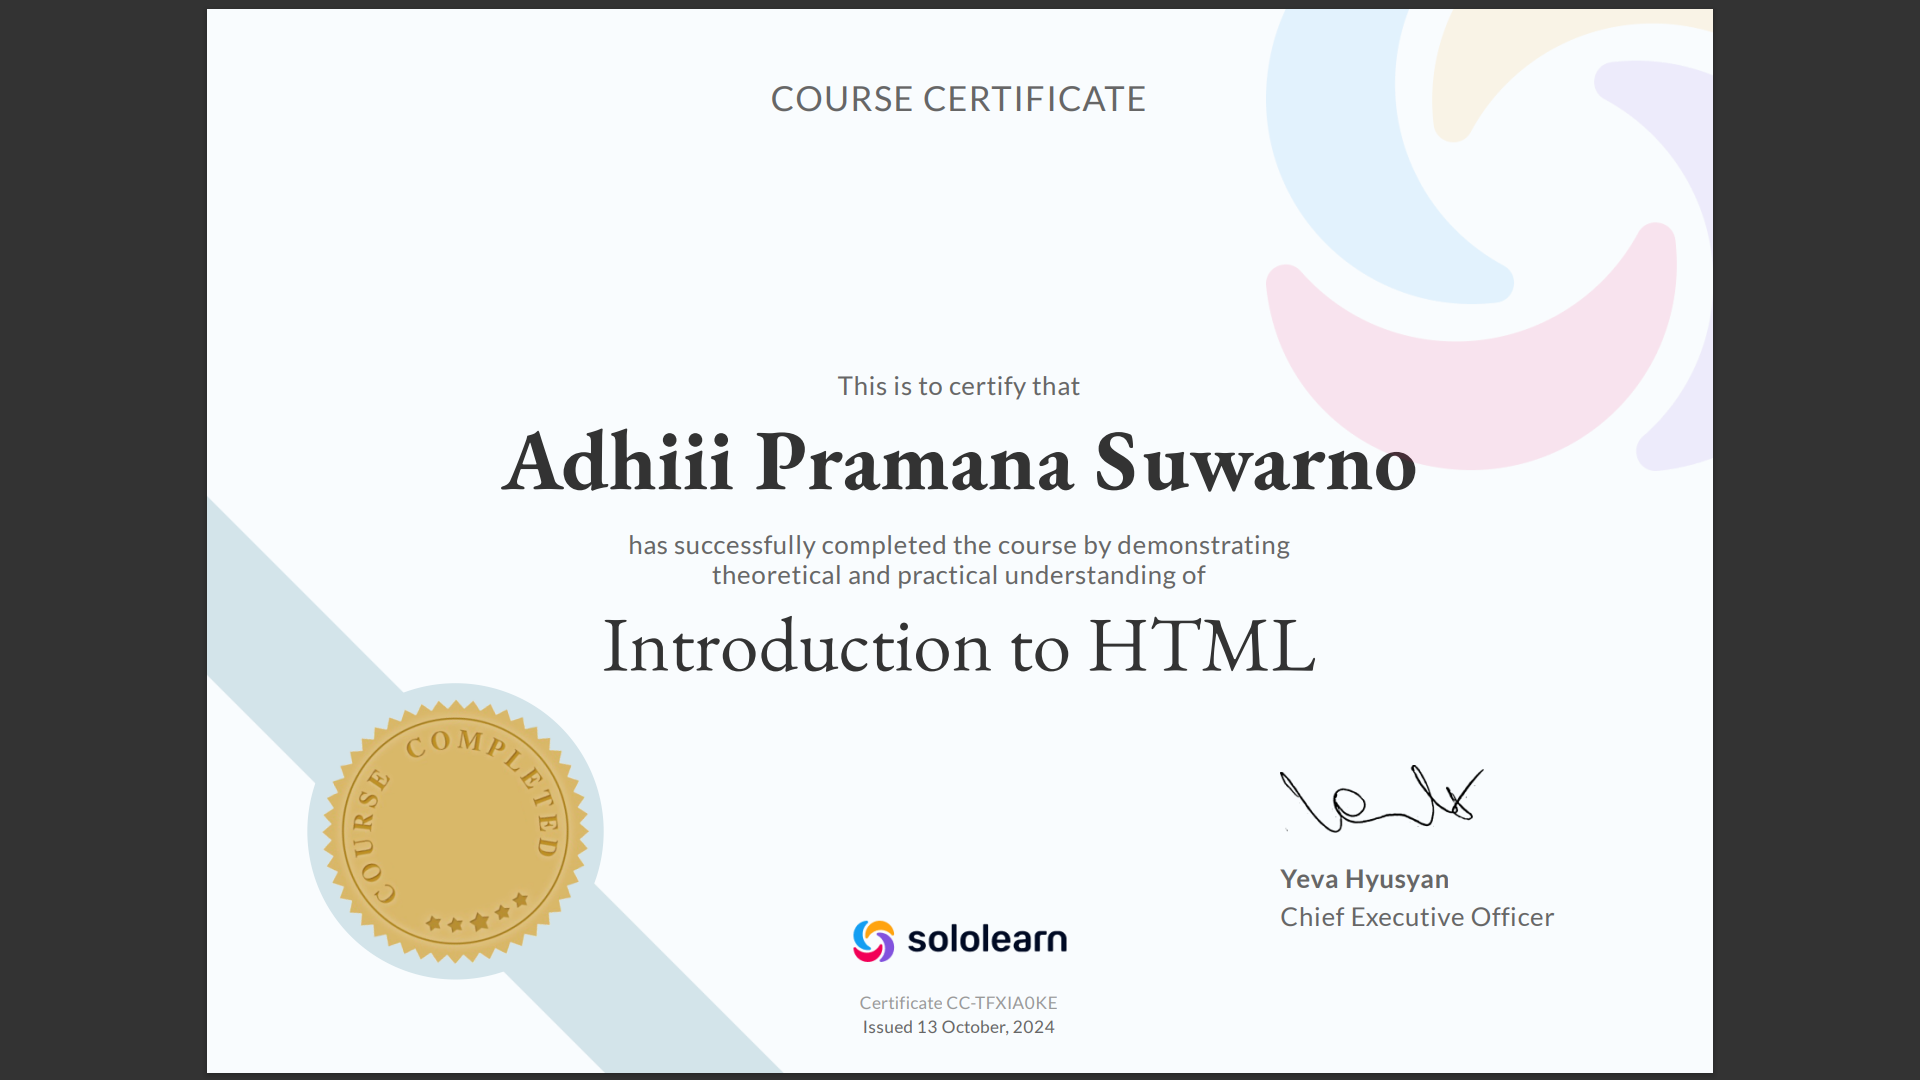 COURSE CERTIFICATE
This is to certify that
Adhiii Pramana Suwarno
has successfully completed the course by demonstrating
theoretical and practical understanding of
Introduction to HTML
COURSE COMPLETED
Yeva Hyusyan
Chief Executive Officer
sololearn
Certificate CC-TFXIA0KE
Issued 13 October, 2024